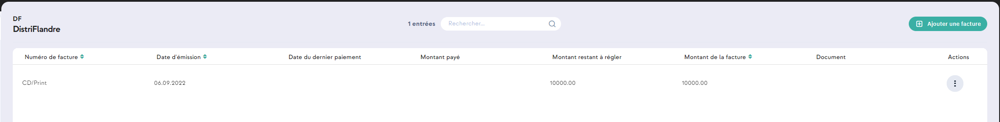 DF
DistriFlandre
1 entrées
Rechercher...
Ajouter une facture
Numéro de facture Date d'émission Date du dernier paiement Montant payé Montant restant à régler Montant de la facture Document Actions
CD/Print 06.09.2022 10000.00 10000.00